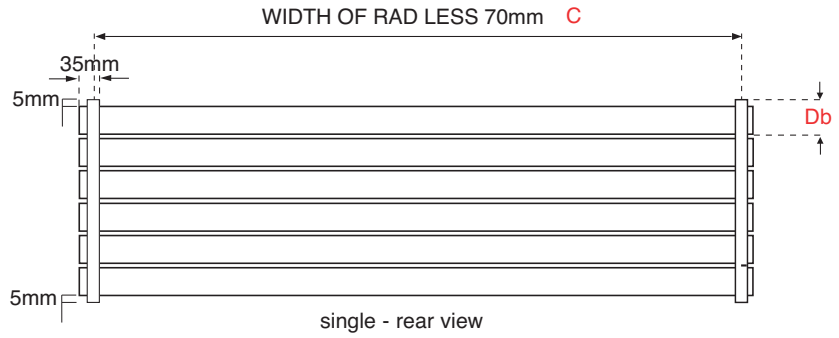 WIDTH OF RAD LESS 70mm C
35mm
5mm
Db
5mm
single - rear view